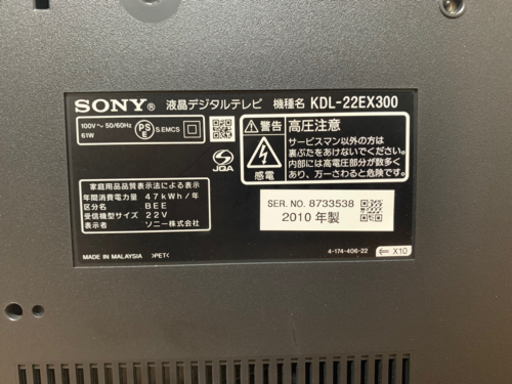 SONY® 液晶デジタルテレビ 機種名 KDL-22EX300
100V~ 50/60Hz
61W
PS
E
S.EMCS
JQA
警告 高圧注意
サービスマン以外の方は
裏ぶたをあけないでください。
内部には高電圧部分が数多く
あり、万一さわると危険です。
感電
家庭用品品質表示法による表示
年間消費電力量 47kWh/年
区分名 BEE
受信機型サイズ 22V
表示者 ソニー株式会社
SER. NO. 8733538
2010 年製
MADE IN MALAYSIA >PET<
4-174-406-22
X10